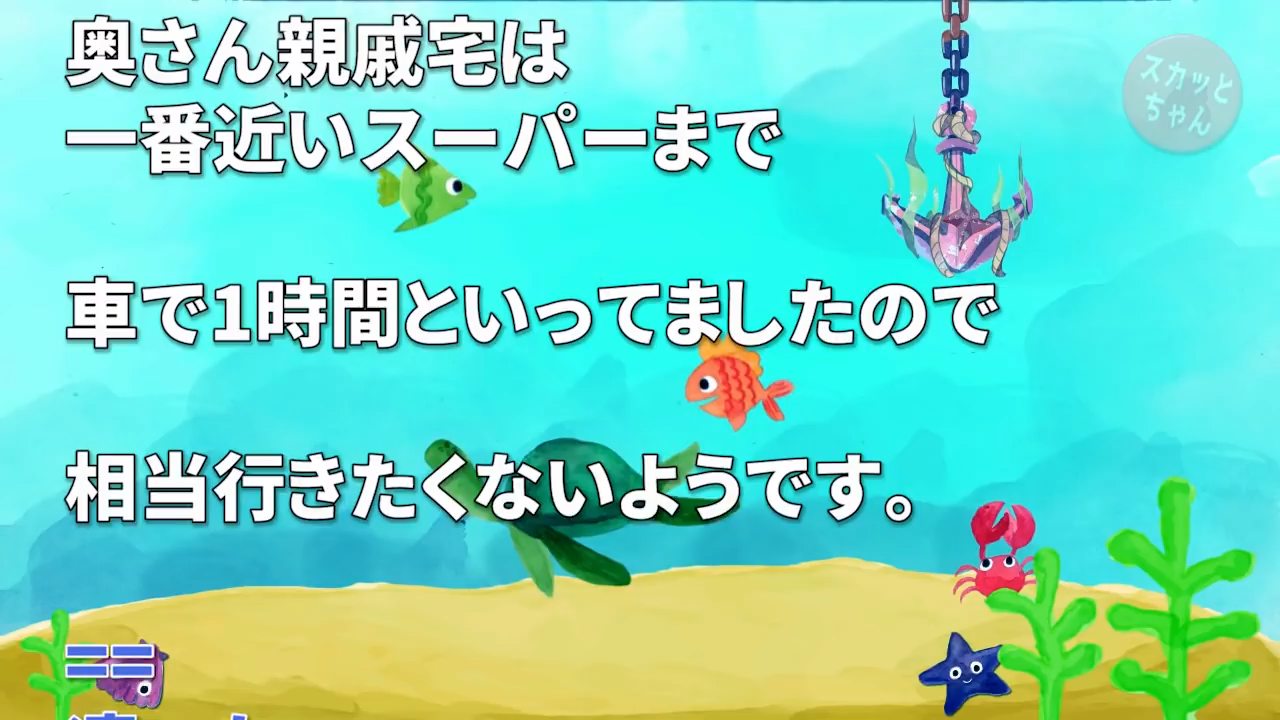 奥さん親戚宅は
一番近いスーパーまで
車で1時間といってましたので
相当行きたくないようです。
==
スカッと
ちゃん